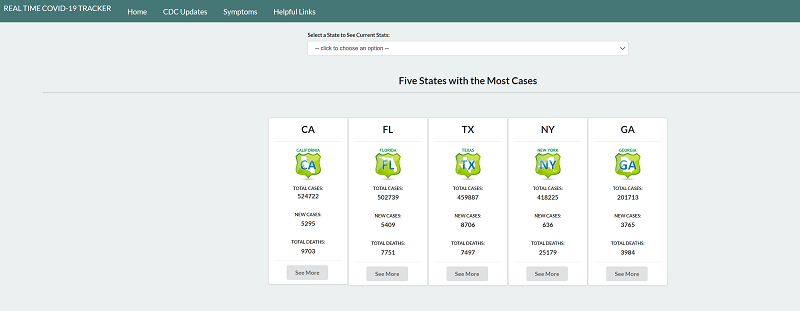 REAL TIME COVID-19 TRACKER
Home
CDC Updates
Symptoms
Helpful Links
Select a State to See Current Stats:
-- click to choose an option --
Five States with the Most Cases
CA
CALIFORNIA
CA
TOTAL CASES:
524722
NEW CASES:
5295
TOTAL DEATHS:
9703
See More
FL
FLORIDA
FL
TOTAL CASES:
502739
NEW CASES:
5409
TOTAL DEATHS:
7751
See More
TX
TEXAS
TX
TOTAL CASES:
459887
NEW CASES:
8706
TOTAL DEATHS:
7497
See More
NY
NEW YORK
NY
TOTAL CASES:
418225
NEW CASES:
636
TOTAL DEATHS:
25179
See More
GA
GEORGIA
GA
TOTAL CASES:
201713
NEW CASES:
3765
TOTAL DEATHS:
3984
See More